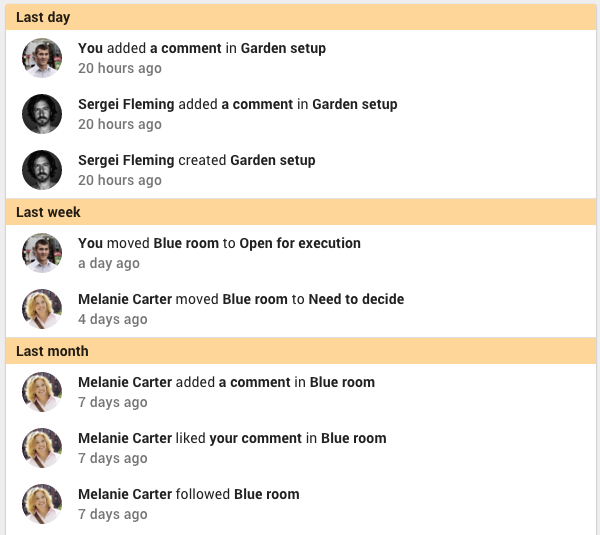 Last day
You added a comment in Garden setup
20 hours ago
Sergei Fleming added a comment in Garden setup
20 hours ago
Sergei Fleming created Garden setup
20 hours ago
Last week
You moved Blue room to Open for execution
a day ago
Melanie Carter moved Blue room to Need to decide
4 days ago
Last month
Melanie Carter added a comment in Blue room
7 days ago
Melanie Carter liked your comment in Blue room
7 days ago
Melanie Carter followed Blue room
7 days ago